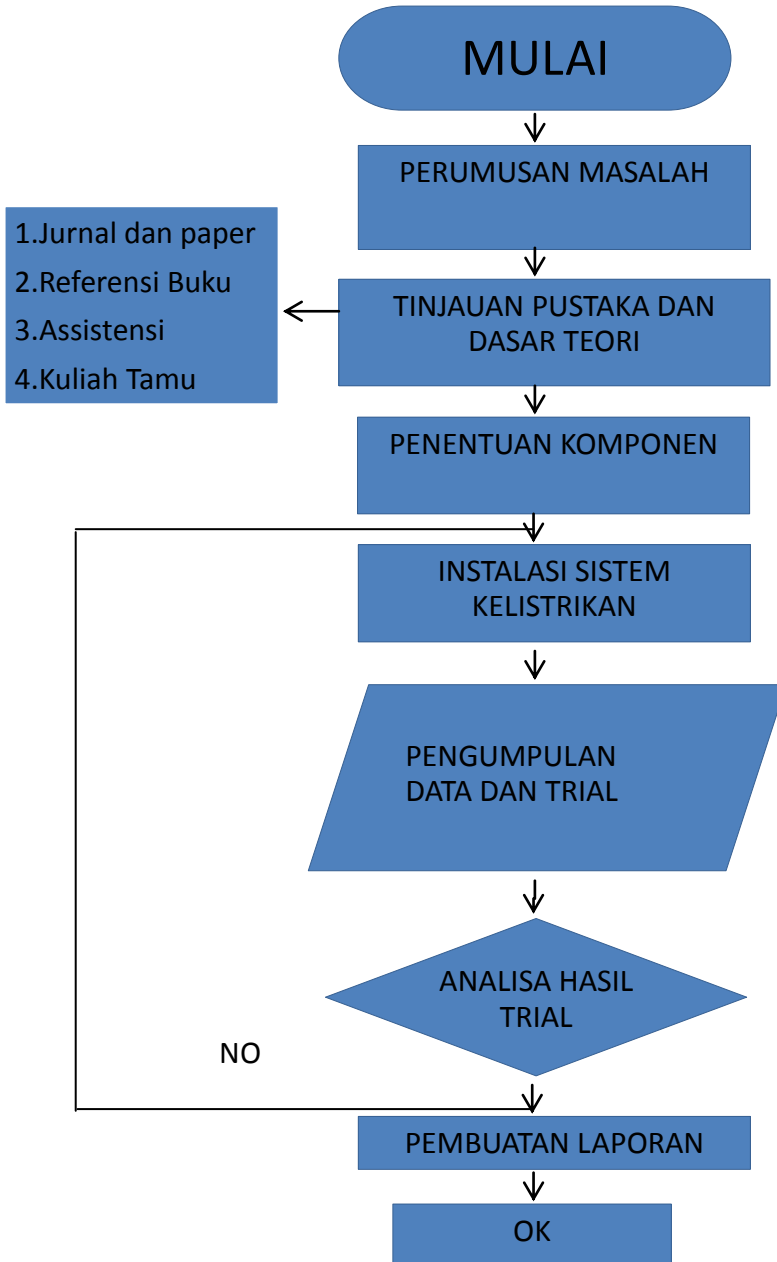 MULAI
PERUMUSAN MASALAH
1.Jurnal dan paper
2.Referensi Buku
3.Assistensi
4.Kuliah Tamu
TINJAUAN PUSTAKA DAN
DASAR TEORI
PENENTUAN KOMPONEN
INSTALASI SISTEM
KELISTRIKAN
PENGUMPULAN
DATA DAN TRIAL
ANALISA HASIL
TRIAL
NO
PEMBUATAN LAPORAN
OK